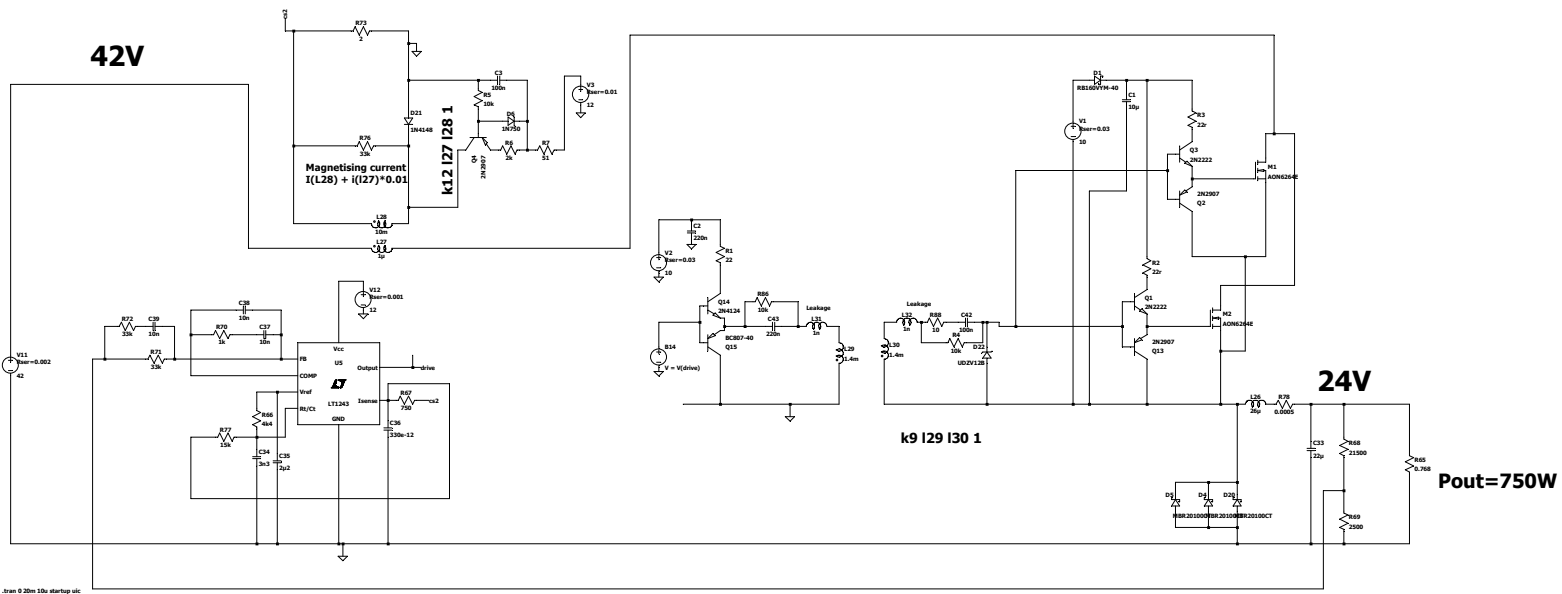 cs2
R73
2
42V
C3
100n
V3
Rser=0.01
12
R5
10k
D21
1N4148
D6
1N750
R76
33k
Q4
2N2907
R6
2k
R7
51
Magnetising current
I(L28) + i(l27)*0.01
k12 l27 l28 1
L28
10m
L27
1µ
D1
RB160VYM-40
C1
10µ
V1
Rser=0.03
10
R3
22r
Q3
2N2222
M1
AON6264E
2N2907
Q2
C2
220n
V2
Rser=0.03
10
R1
22
R2
22r
Q14
2N4124
R86
10k
C43
220n
Leakage
L31
1n
BC807-40
Q15
B14
V = V(drive)
L29
1.4m
Leakage
L32
1n
R88
10
C42
100n
R4
10k
L30
1.4m
D22
UDZV12B
Q1
2N2222
2N2907
Q13
M2
AON6264E
V12
Rser=0.001
12
C38
10n
R72
33k
C39
10n
R70
1k
C37
10n
R71
33k
V11
Rser=0.002
42
Vcc
U5
FB
COMP
Vref
Rt/Ct
Output
Isense
LT
LT1243
GND
drive
R67
750
cs2
R66
4k4
C36
330e-12
R77
15k
C34
3n3
C35
2µ2
k9 l29 l30 1
24V
L26
26µ
R78
0.0005
C33
22µ
R68
21500
R65
0.768
Pout=750W
D5
D4
D20
MBR20100CT
R69
2500
.tran 0 20m 10u startup uic